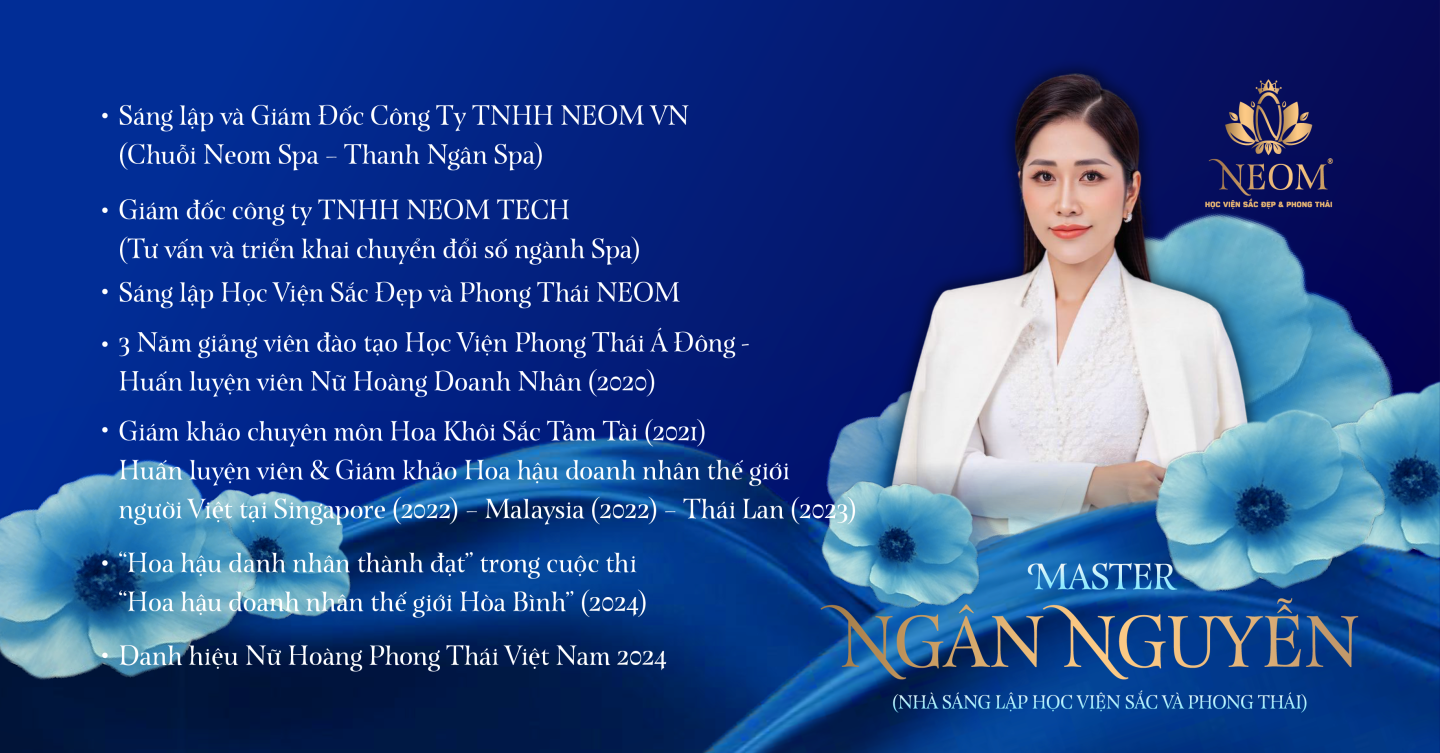 • Sáng lập và Giám Đốc Công Ty TNHH NEOM VN
(Chuỗi Neom Spa – Thanh Ngân Spa)
• Giám đốc công ty TNHH NEOM TECH
(Tư vấn và triển khai chuyển đổi số ngành Spa)
• Sáng lập Học Viện Sắc Đẹp và Phong Thái NEOM
• 3 Năm giảng viên đào tạo Học Viện Phong Thái Á Đông -
Huấn luyện viên Nữ Hoàng Doanh Nhân (2020)
• Giám khảo chuyên môn Hoa Khôi Sắc Tâm Tài (2021)
Huấn luyện viên & Giám khảo Hoa hậu doanh nhân thế giới
người Việt tại Singapore (2022) – Malaysia (2022) – Thái Lan (2023)
• “Hoa hậu danh nhân thành đạt” trong cuộc thi
“Hoa hậu doanh nhân thế giới Hòa Bình” (2024)
• Danh hiệu Nữ Hoàng Phong Thái Việt Nam 2024
NEOM®
HỌC VIỆN SẮC ĐẸP & PHONG THÁI
MASTER
NGÂN NGUYỄN
(NHÀ SÁNG LẬP HỌC VIỆN SẮC VÀ PHONG THÁI)